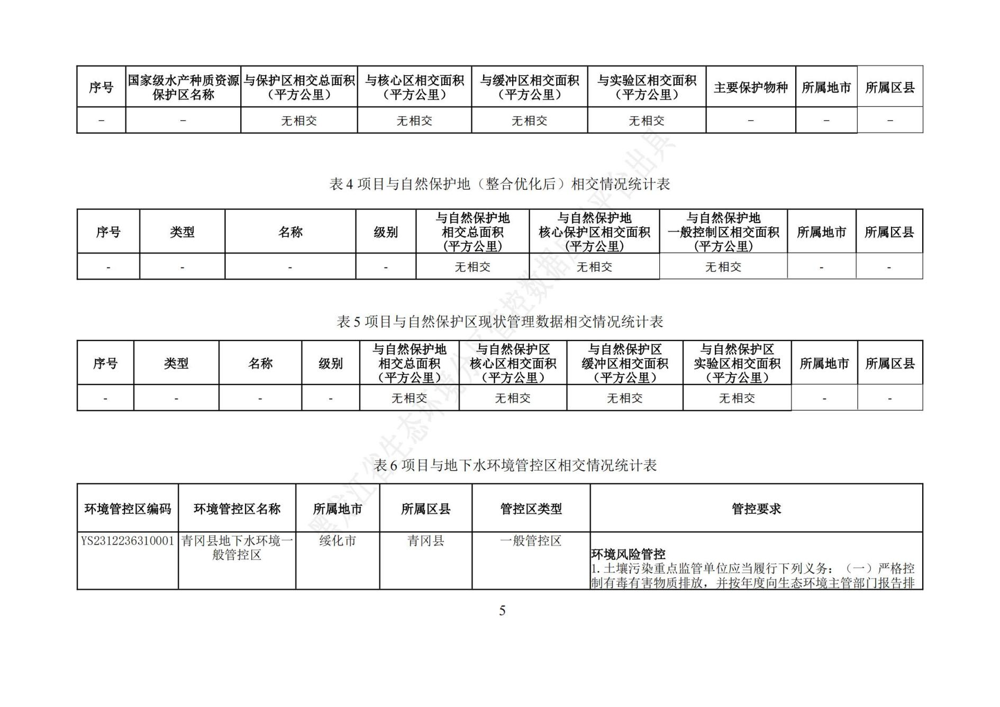 序号 国家级水产种质资源保护区名称 与保护区相交总面积（平方公里） 与核心区相交面积（平方公里） 与缓冲区相交面积（平方公里） 与实验区相交面积（平方公里） 主要保护物种 所属地市 所属区县
— — 无相交 无相交 无相交 无相交 — — —
表 4 项目与自然保护地（整合优化后）相交情况统计表
序号 类型 名称 级别 与自然保护地相交总面积(平方公里) 与自然保护地核心保护区相交面积(平方公里) 与自然保护地一般控制区相交面积(平方公里) 所属地市 所属区县
- - - - 无相交 无相交 无相交 - -
表 5 项目与自然保护区现状管理数据相交情况统计表
序号 类型 名称 级别 与自然保护地相交总面积（平方公里） 与自然保护区核心区相交面积（平方公里） 与自然保护区缓冲区相交面积（平方公里） 与自然保护区实验区相交面积（平方公里） 所属地市 所属区县
- - - - 无相交 无相交 无相交 无相交 - -
表 6 项目与地下水环境管控区相交情况统计表
环境管控区编码 环境管控区名称 所属地市 所属区县 管控区类型 管控要求
YS2312236310001 青冈县地下水环境一般管控区 绥化市 青冈县 一般管控区
环境风险管控
1.土壤污染重点监管单位应当履行下列义务：（一）严格控
制有毒有害物质排放，并按年度向生态环境主管部门报告排
5
黑龙江省生态环境分区管控数据应用平台出具